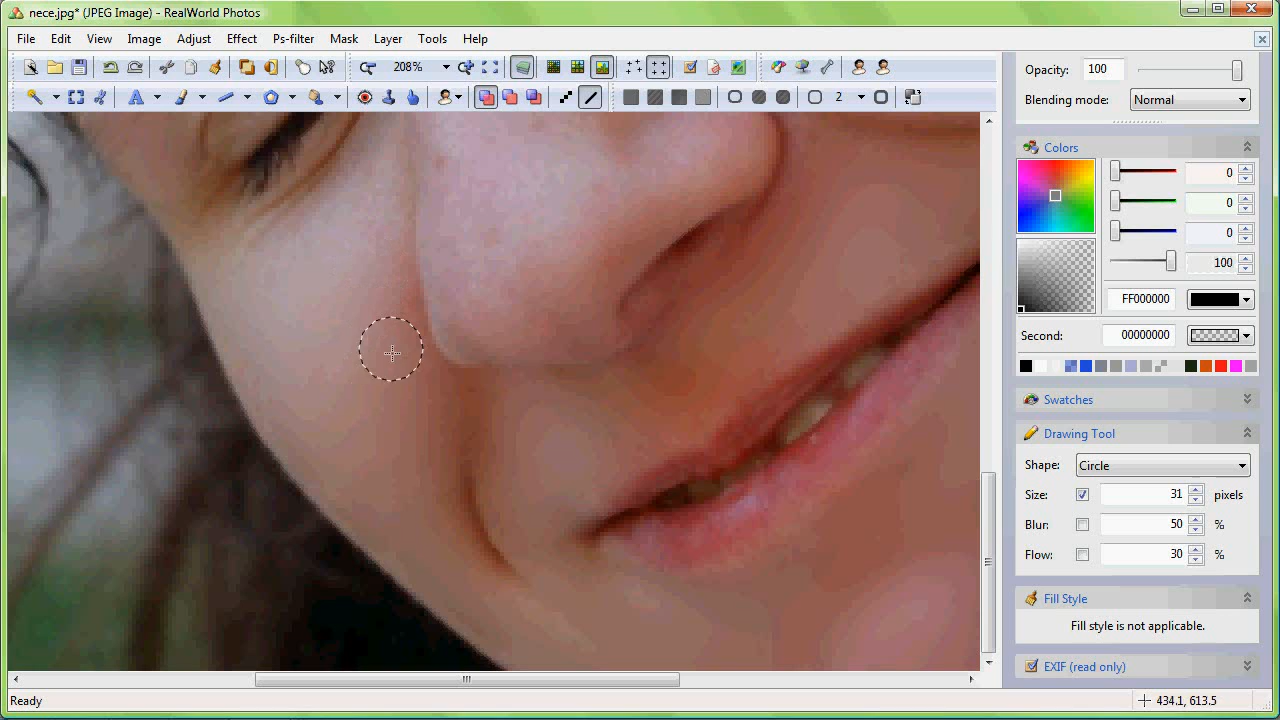 nece.jpg* (JPEG Image) - RealWorld Photos
File Edit View Image Adjust Effect Ps-filter Mask Layer Tools Help
208%
A 2
Opacity: 100
Blending mode: Normal
Colors
0
0
0
100
FF000000
Second: 00000000
Swatches
Drawing Tool
Shape: Circle
Size: 31 pixels
Blur: 50 %
Flow: 30 %
Fill Style
Fill style is not applicable.
EXIF (read only)
Ready 434.1, 613.5